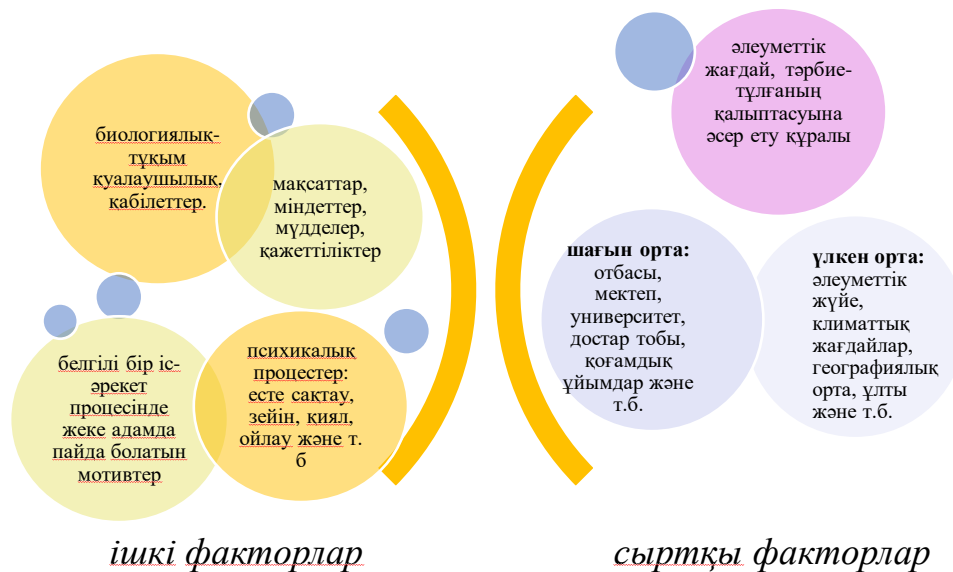 биологиялық-
тұқым
қуалаушылық,
қабілеттер.
мақсаттар,
міндеттер,
мүдделер,
қажеттіліктер
белгілі бір іс-
әрекет
процесінде
жеке адамда
пайда болатын
мотивтер
психикалық
процестер:
есте сақтау,
зейін, қиял,
ойлау және т.
б
ішкі факторлар
әлеуметтік
жағдай, тәрбие-
тұлғаның
қалыптасуына
әсер ету құралы
шағын орта:
отбасы,
мектеп,
университет,
достар тобы,
қоғамдық
ұйымдар және
т.б.
үлкен орта:
әлеуметтік
жүйе,
климаттық
жағдайлар,
географиялық
орта, ұлты
және т.б.
сыртқы факторлар